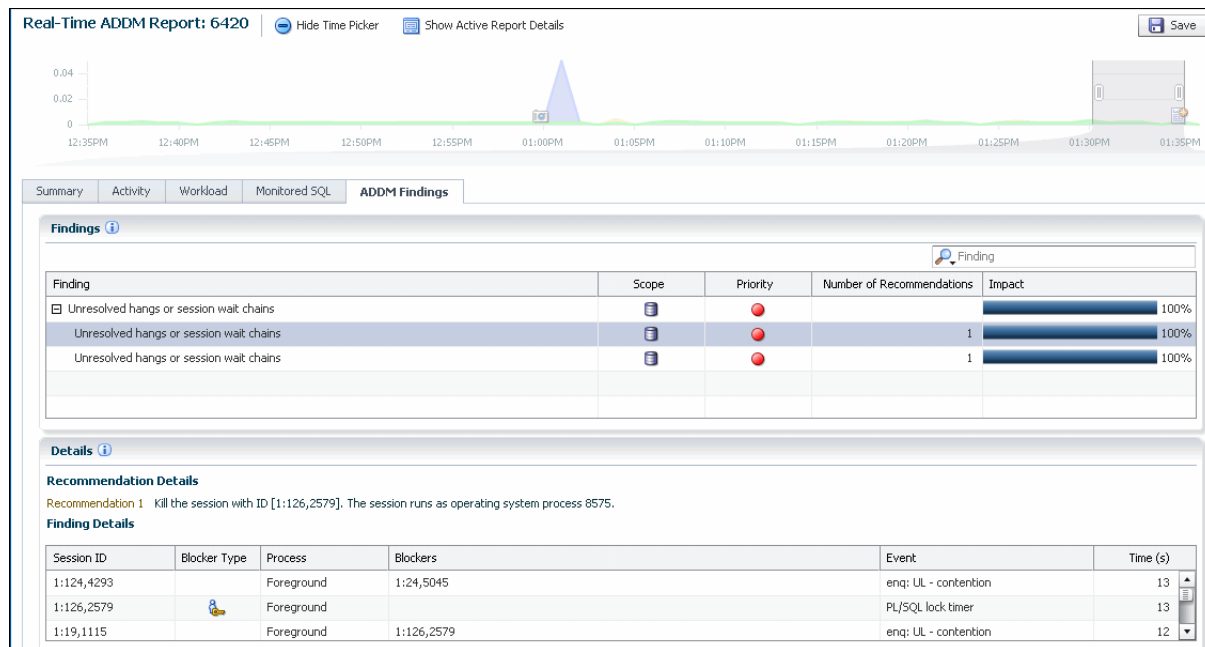 Real-Time ADDM Report: 6420 Hide Time Picker Show Active Report Details Save
0.04
0.02
0
12:35PM 12:40PM 12:45PM 12:50PM 12:55PM 01:00PM 01:05PM 01:10PM 01:15PM 01:20PM 01:25PM 01:30PM 01:35PM
Summary Activity Workload Monitored SQL ADDM Findings
Findings
Finding
Finding Scope Priority Number of Recommendations Impact
Unresolved hangs or session wait chains 100%
Unresolved hangs or session wait chains 1 100%
Unresolved hangs or session wait chains 1 100%
Details
Recommendation Details
Recommendation 1 Kill the session with ID [1:126,2579]. The session runs as operating system process 8575.
Finding Details
Session ID Blocker Type Process Blockers Event Time (s)
1:124,4293 Foreground 1:24,5045 enq: UL - contention 13
1:126,2579 Foreground PL/SQL lock timer 13
1:19,1115 Foreground 1:126,2579 enq: UL - contention 12